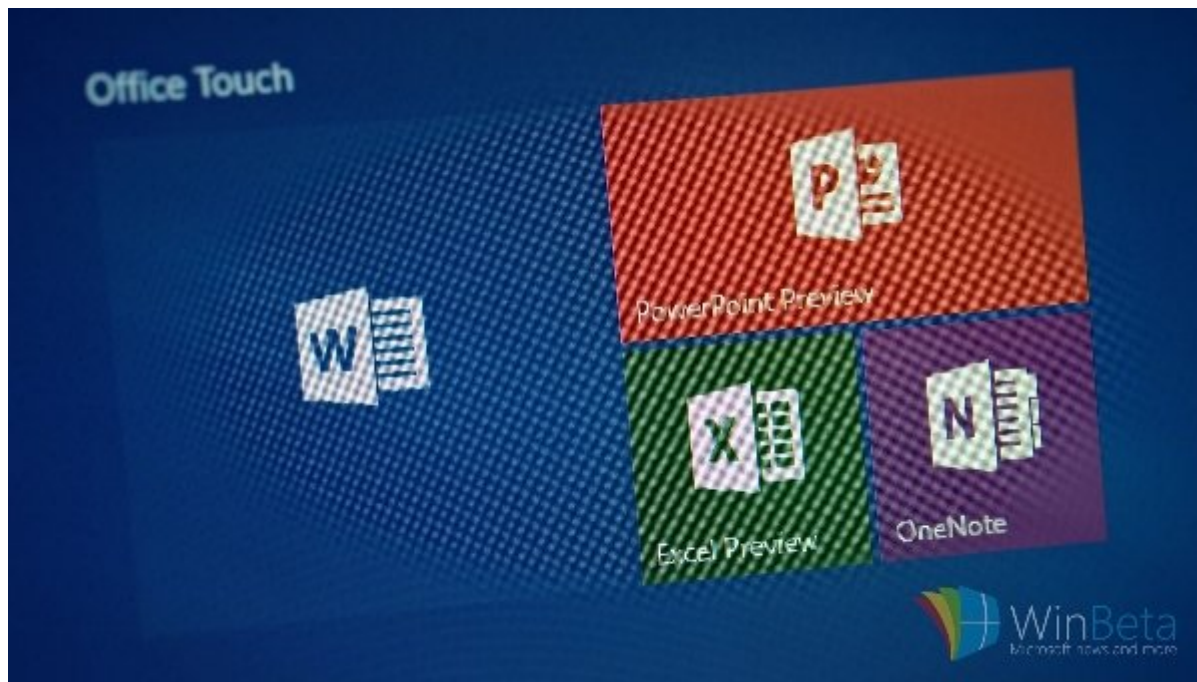 Office Touch
W
P
PowerPoint Preview
X
Excel Preview
N
OneNote
WinBeta
Microsoft news and more